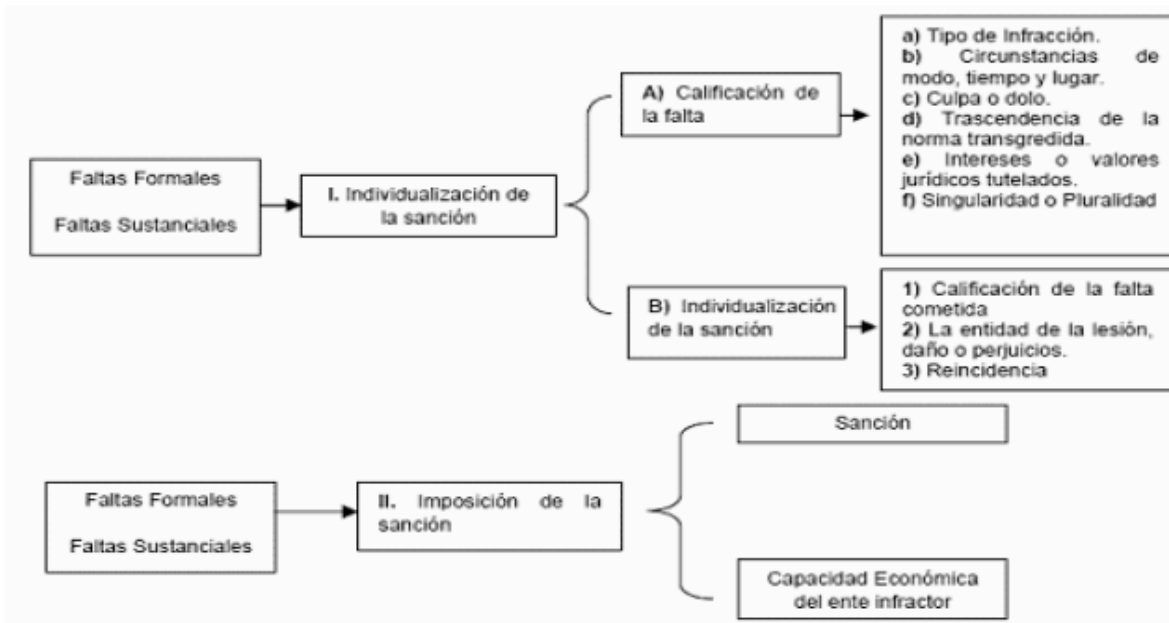 Faltas Formales
Faltas Sustanciales
I. Individualización de
la sanción
A) Calificación de
la falta
a) Tipo de Infracción.
b) Circunstancias de
modo, tiempo y lugar.
c) Culpa o dolo.
d) Trascendencia de la
norma transgredida.
e) Intereses o valores
jurídicos tutelados.
f) Singularidad o Pluralidad
B) Individualización
de la sanción
1) Calificación de la falta
cometida
2) La entidad de la lesión,
daño o perjuicios.
3) Reincidencia
Faltas Formales
Faltas Sustanciales
II. Imposición de la
sanción
Sanción
Capacidad Económica
del ente infractor